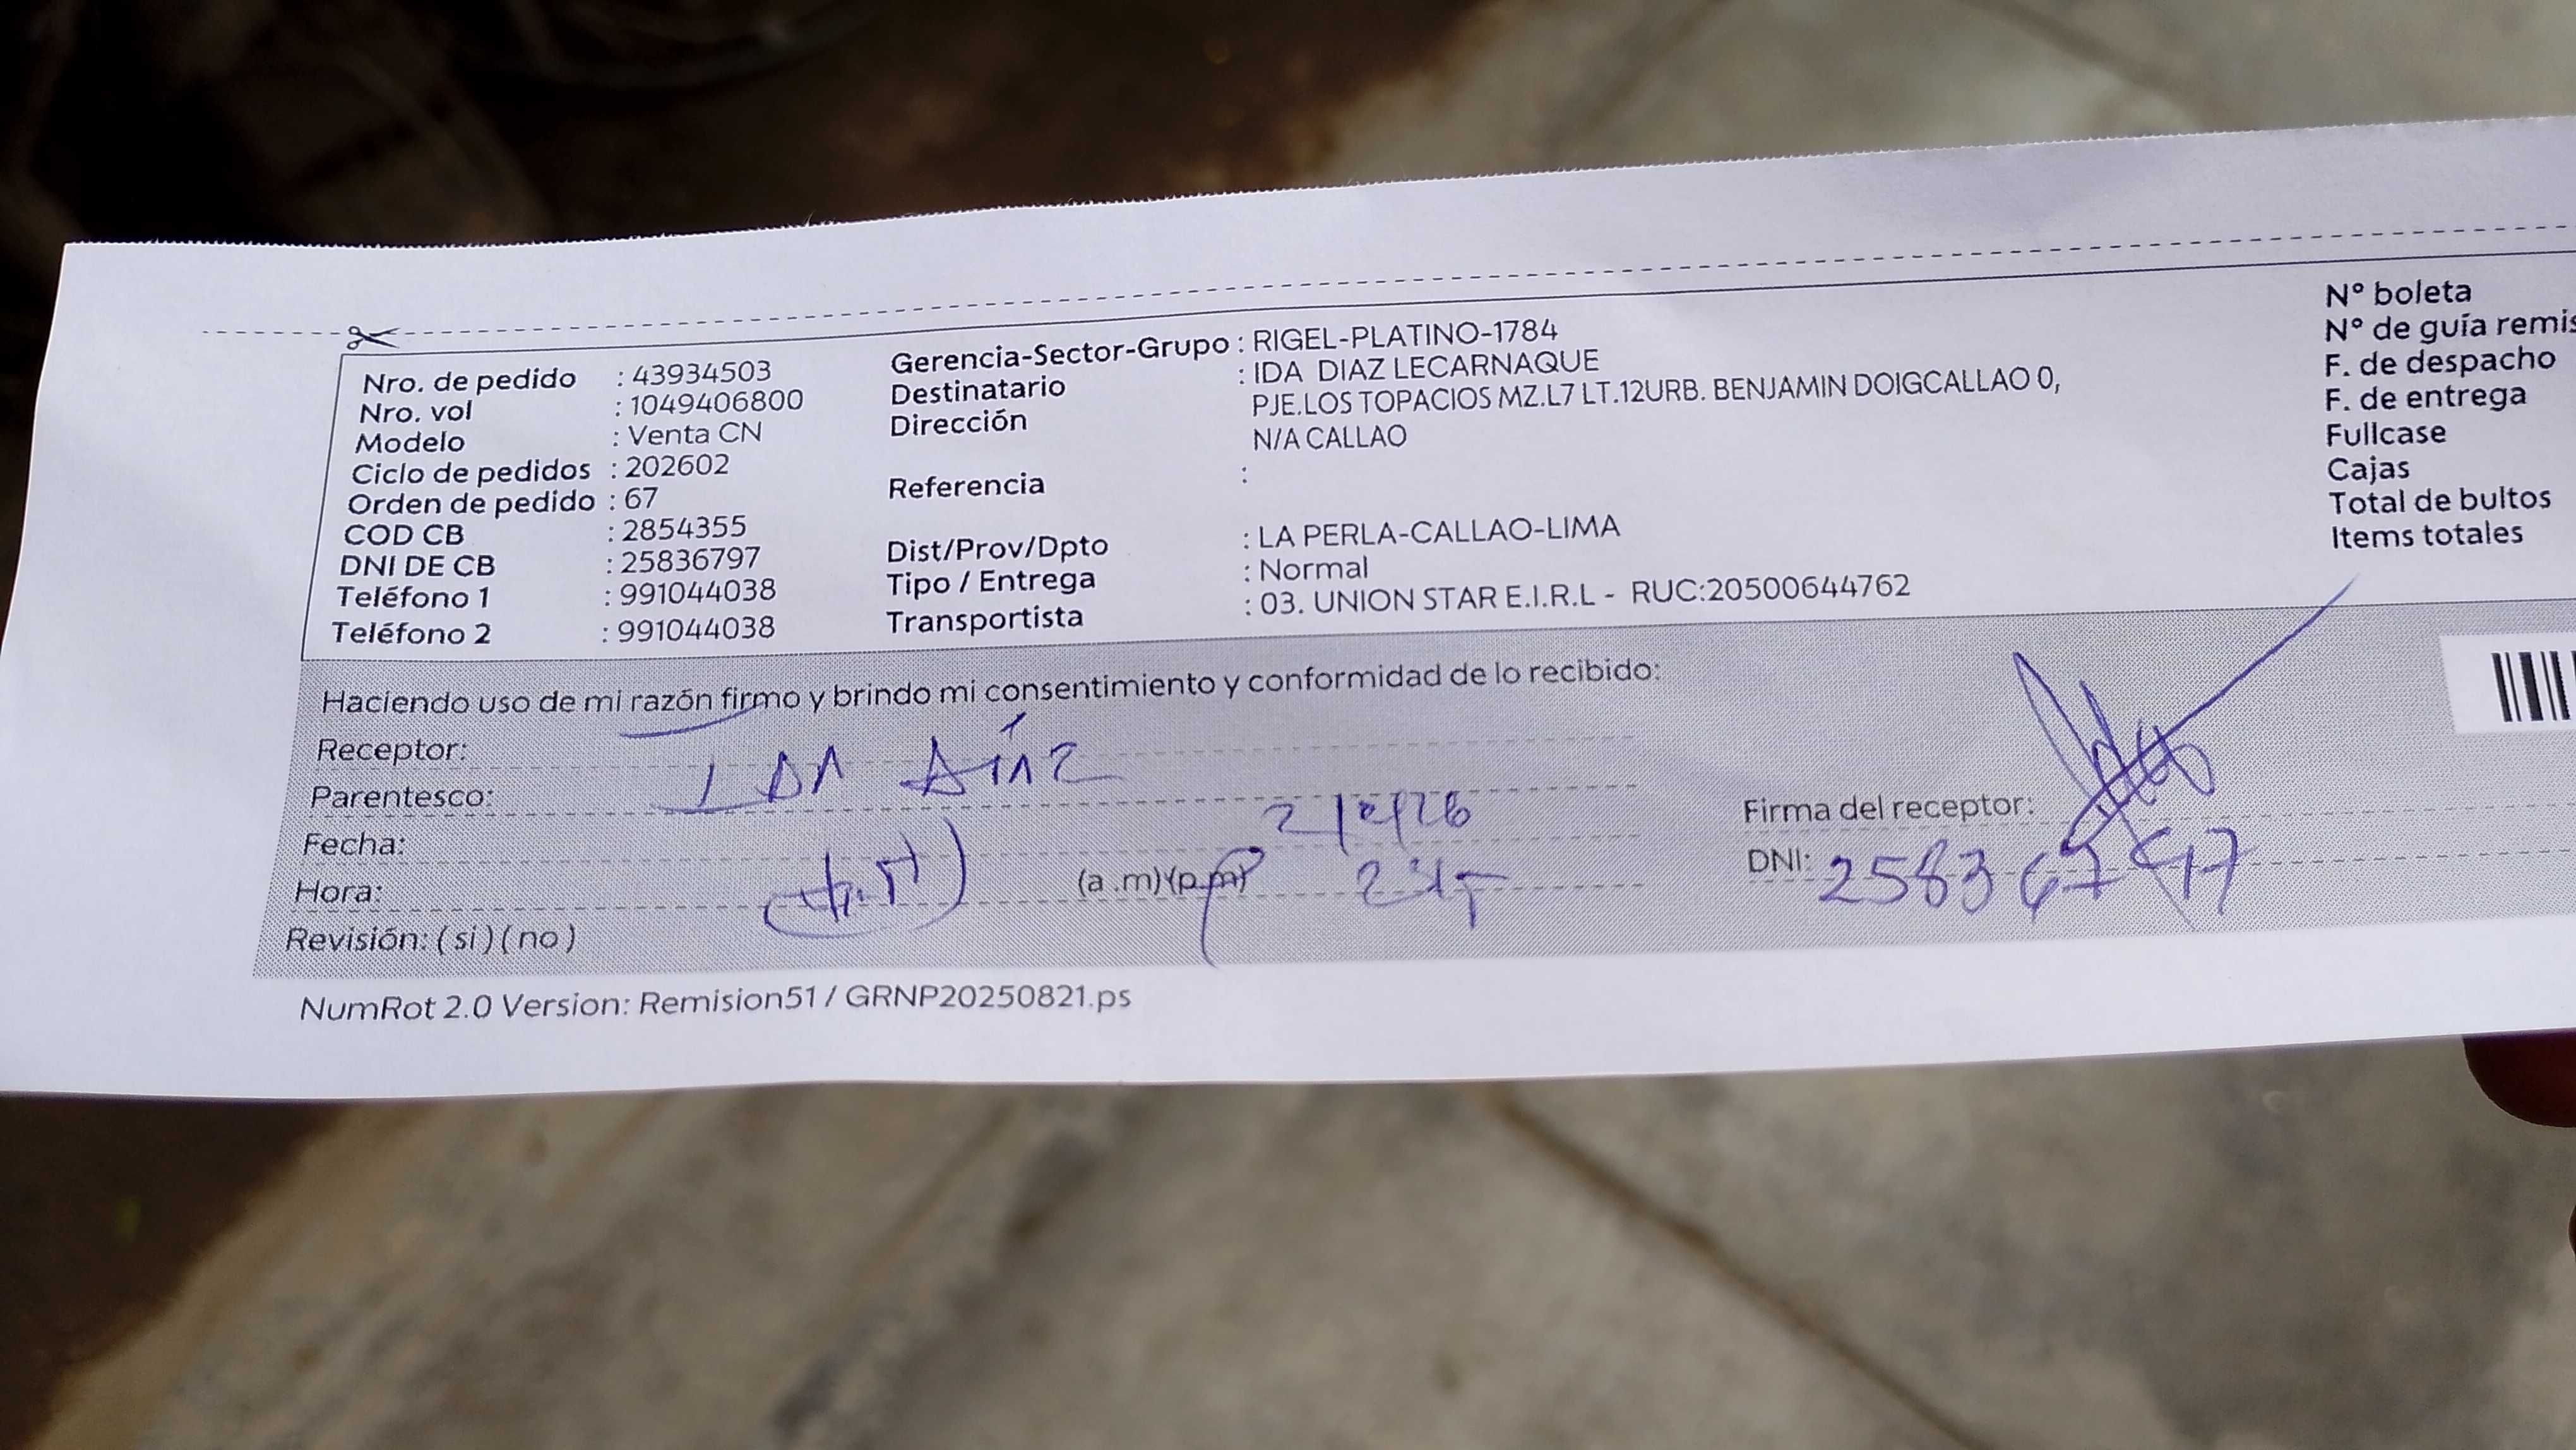 Nro. de pedido : 43934503
Nro. vol : 1049406800
Modelo : Venta CN
Ciclo de pedidos : 202602
Orden de pedido : 67
COD CB : 2854355
DNI DE CB : 25836797
Teléfono 1 : 991044038
Teléfono 2 : 991044038
Gerencia-Sector-Grupo : RIGEL-PLATINO-1784
Destinatario : IDA DIAZ LECARNAQUE
Dirección PJE.LOS TOPACIOS MZ.L7 LT.12URB. BENJAMIN DOIGCALLAO 0,
N/A CALLAO
Referencia :
Dist/Prov/Dpto : LA PERLA-CALLAO-LIMA
Tipo / Entrega : Normal
Transportista : 03. UNION STAR E.I.R.L - RUC:20500644762
N° boleta
N° de guía remis
F. de despacho
F. de entrega
Fullcase
Cajas
Total de bultos
Items totales
Haciendo uso de mi razón firmo y brindo mi consentimiento y conformidad de lo recibido:
Receptor: IDA DíAZ
Parentesco:
Fecha: 2/2/26
Hora: (a.m)(p.m)
Revisión: (si)(no)
Firma del receptor:
DNI: 25836797
NumRot 2.0 Version: Remision51 / GRNP20250821.ps